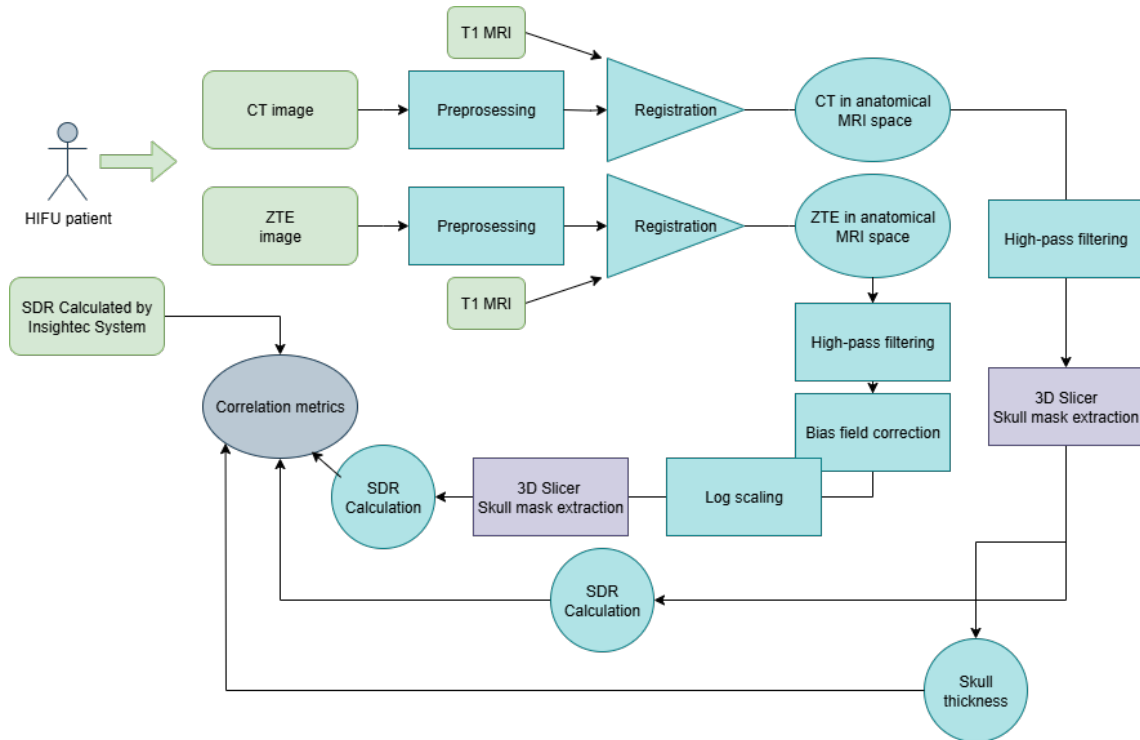 T1 MRI
CT image
Preprosessing
Registration
CT in anatomical
MRI space
HIFU patient
ZTE
image
Preprosessing
Registration
ZTE in anatomical
MRI space
High-pass filtering
T1 MRI
SDR Calculated by
Insightec System
High-pass filtering
Correlation metrics
3D Slicer
Skull mask extraction
Bias field correction
SDR
Calculation
3D Slicer
Skull mask extraction
Log scaling
SDR
Calculation
Skull
thickness